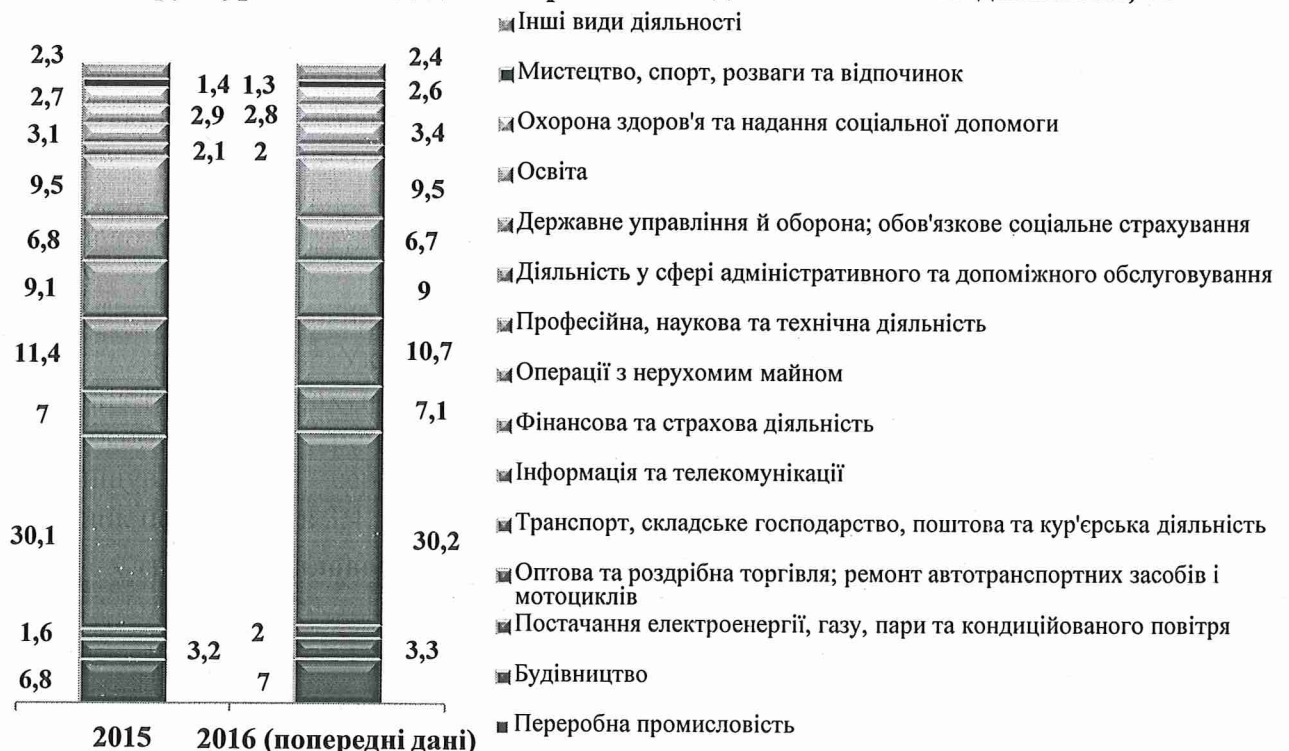 Інші види діяльності
2,3
2,4
1,4 1,3
Мистецтво, спорт, розваги та відпочинок
2,7
2,6
2,9 2,8
Охорона здоров'я та надання соціальної допомоги
3,1
3,4
2,1 2
Освіта
9,5
9,5
Державне управління й оборона; обов'язкове соціальне страхування
6,8
6,7
Діяльність у сфері адміністративного та допоміжного обслуговування
9,1
9
Професійна, наукова та технічна діяльність
11,4
10,7
Операції з нерухомим майном
7
7,1
Фінансова та страхова діяльність
Інформація та телекомунікації
30,1
30,2
Транспорт, складське господарство, поштова та кур'єрська діяльність
Оптова та роздрібна торгівля; ремонт автотранспортних засобів і
мотоциклів
1,6
2
Постачання електроенергії, газу, пари та кондиційованого повітря
3,2
3,3
6,8
7
Будівництво
Переробна промисловість
2015
2016 (попередні дані)